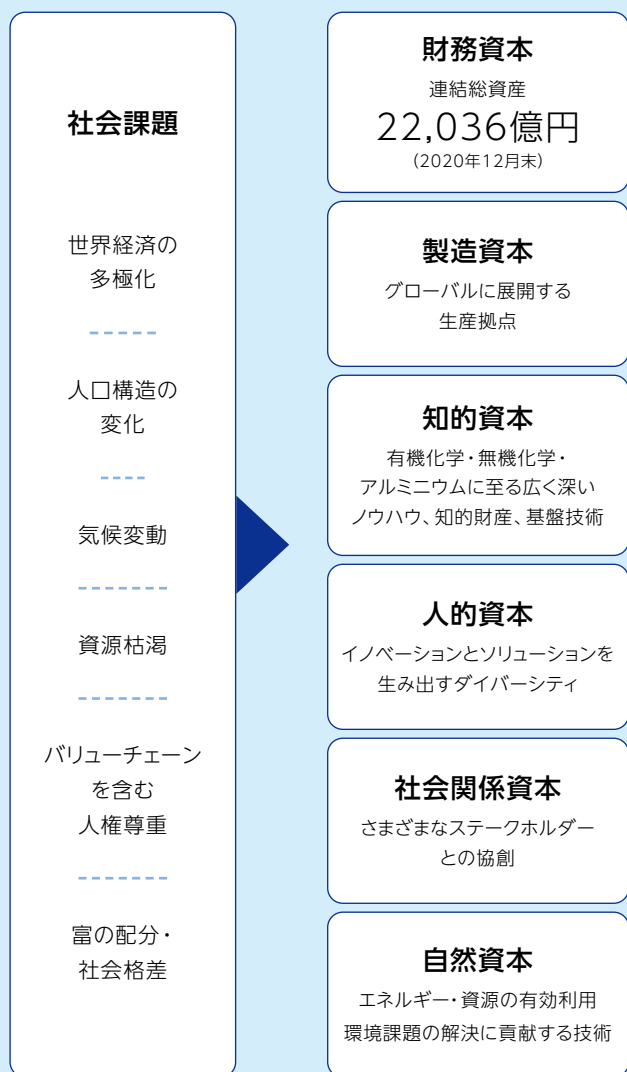 社会課題
世界経済の
多極化
人口構造の
変化
気候変動
資源枯渇
バリューチェーン
を含む
人権尊重
富の配分・
社会格差
財務資本
連結総資産
22,036億円
(2020年12月末)
製造資本
グローバルに展開する
生産拠点
知的資本
有機化学・無機化学・
アルミニウムに至る広く深い
ノウハウ、知的財産、基盤技術
人的資本
イノベーションとソリューションを
生み出すダイバーシティ
社会関係資本
さまざまなステークホルダー
との協創
自然資本
エネルギー・資源の有効利用
環境課題の解決に貢献する技術